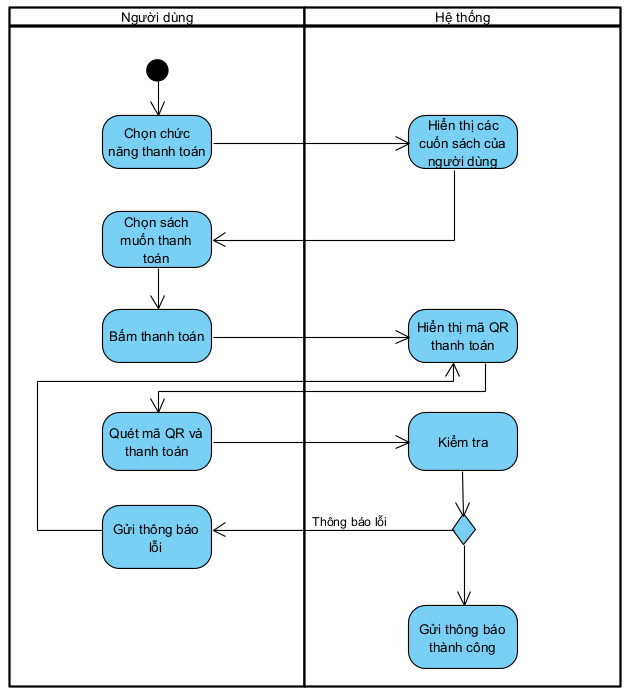 Người dùng
Hệ thống
Chọn chức
năng thanh toán
Hiển thị các
cuốn sách của
người dùng
Chọn sách
muốn thanh
toán
Bấm thanh toán
Hiển thị mã QR
thanh toán
Quét mã QR và
thanh toán
Kiểm tra
Thông báo lỗi
Gửi thông báo
lỗi
Gửi thông báo
thành công